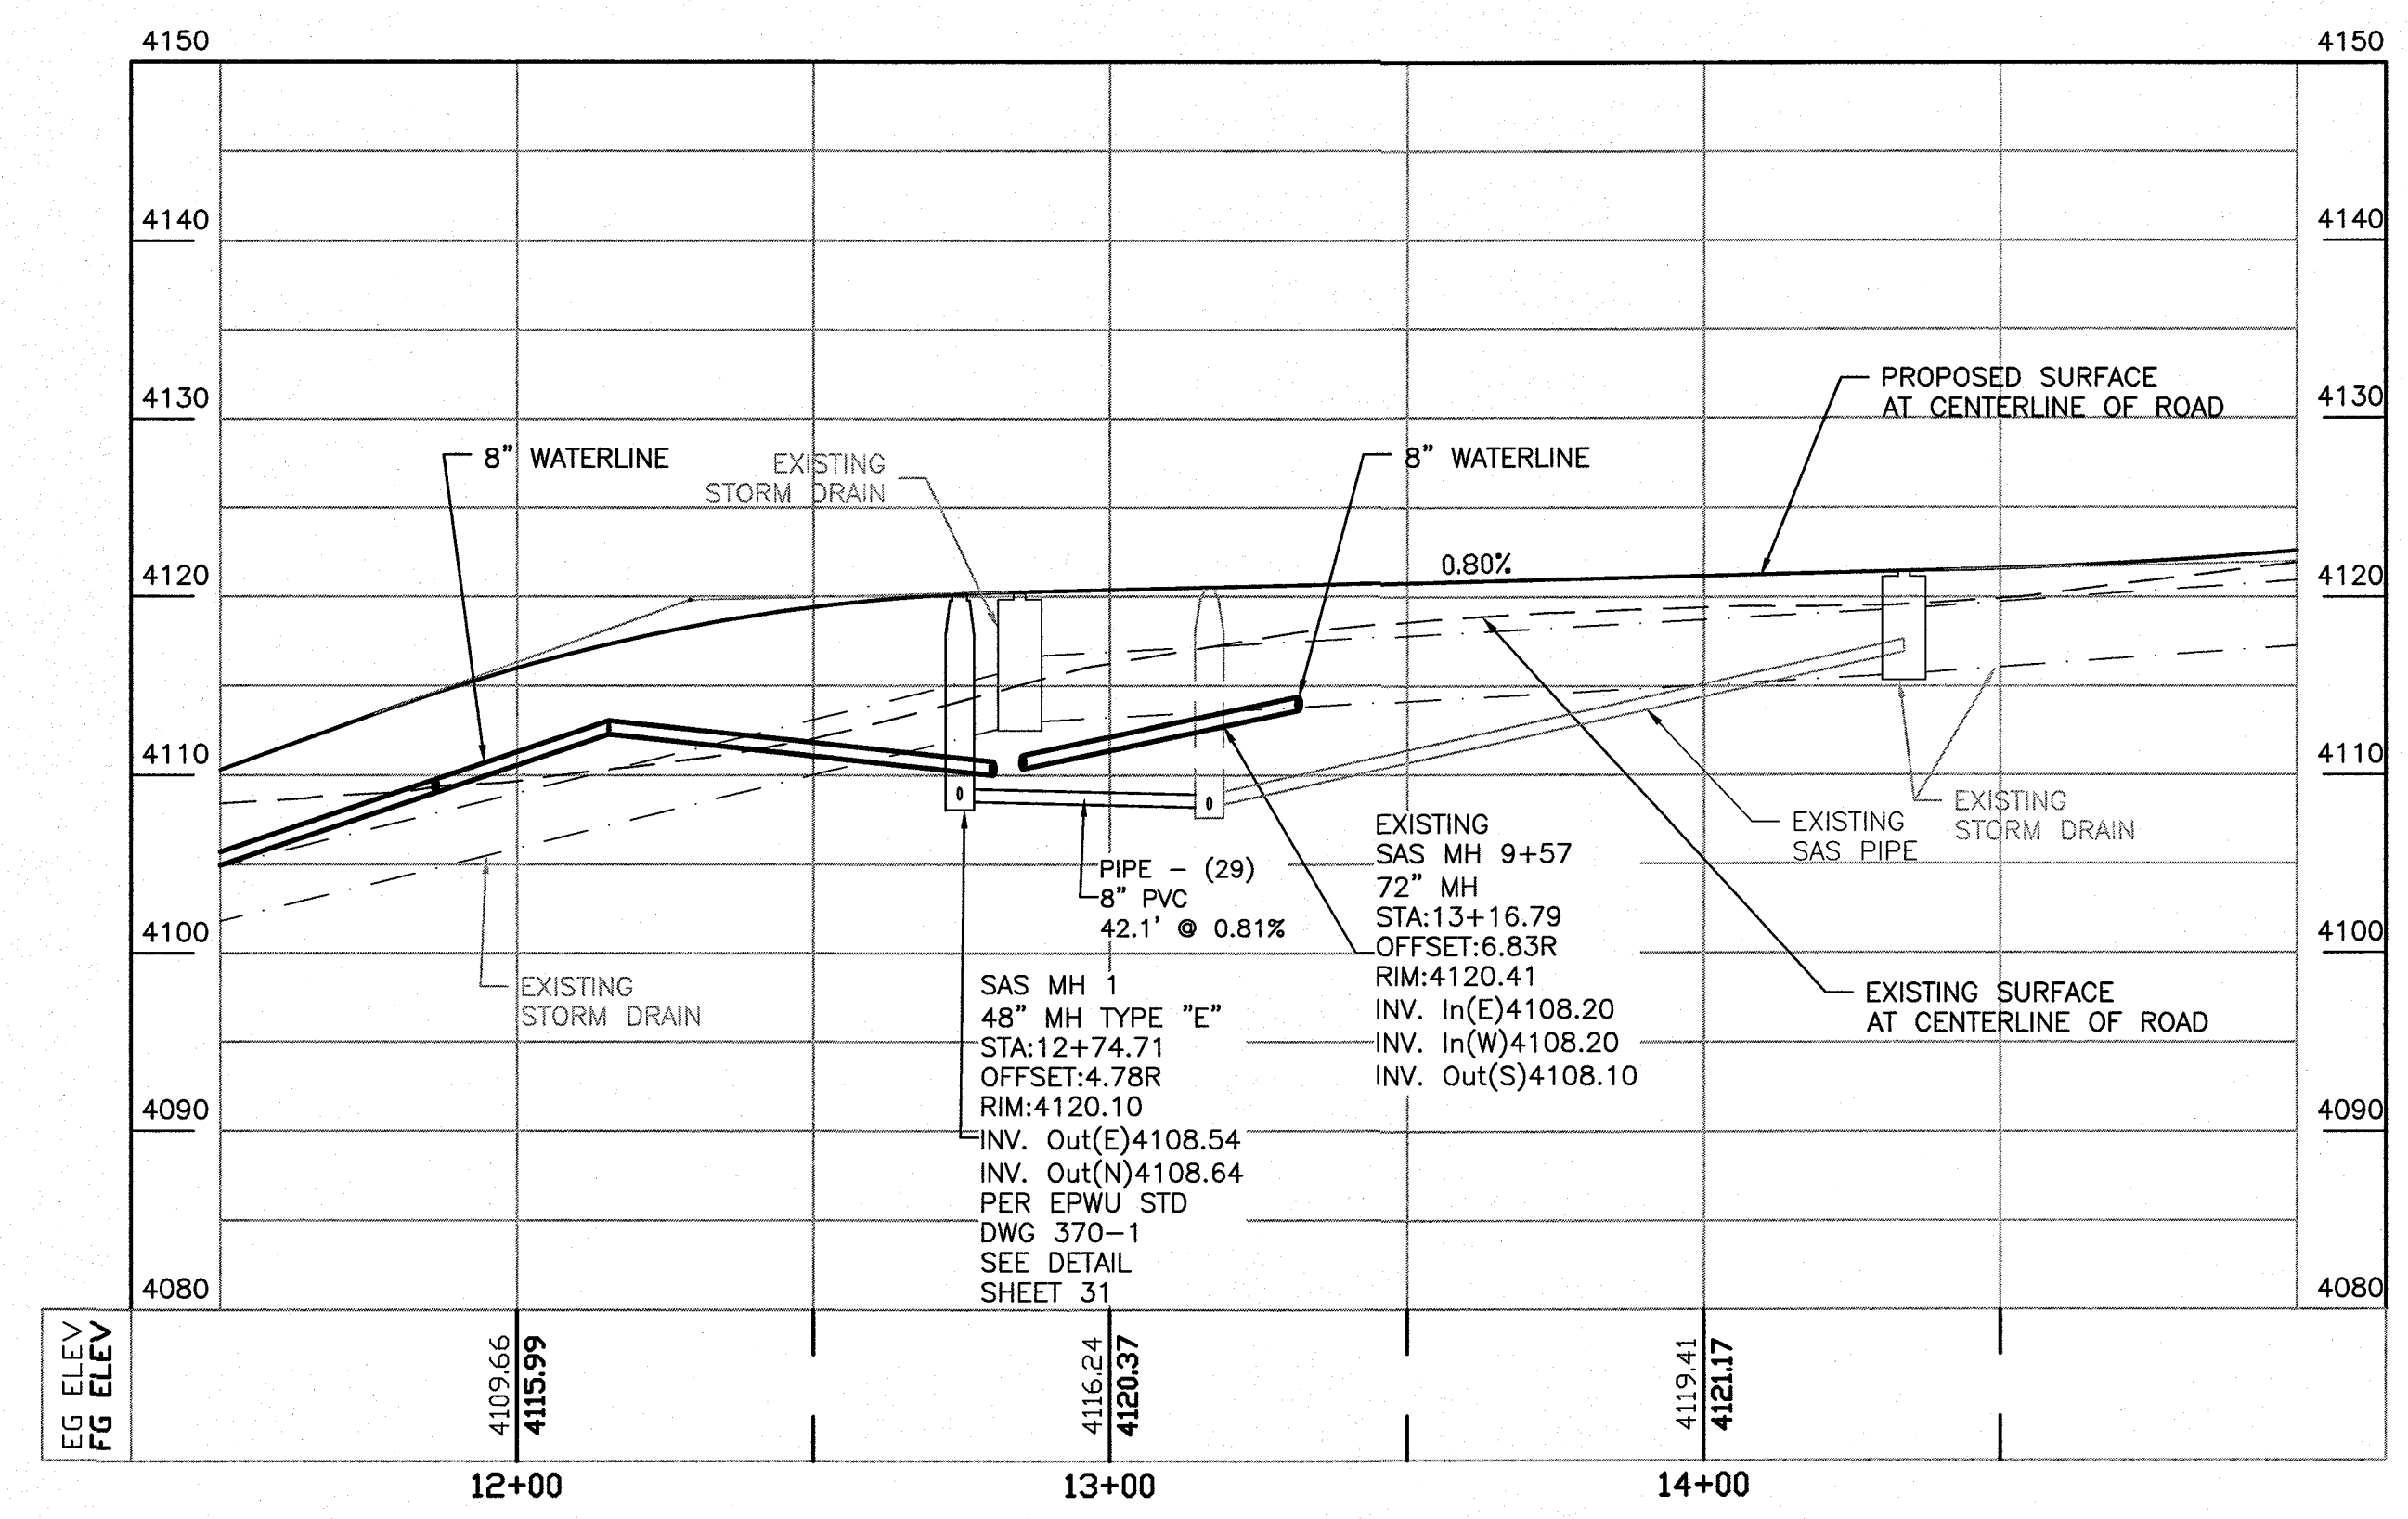 4150
4150
4140
4140
4130
4130
4120
4120
4110
4110
4100
4100
4090
4090
4080
4080
PROPOSED SURFACE
AT CENTERLINE OF ROAD
8" WATERLINE
EXISTING
STORM DRAIN
8" WATERLINE
0.80%
EXISTING
STORM DRAIN
EXISTING
SAS PIPE
EXISTING
SAS MH 9+57
72" MH
STA:13+16.79
OFFSET:6.83R
RIM:4120.41
INV. In(E)4108.20
INV. In(W)4108.20
INV. Out(S)4108.10
PIPE - (29)
8" PVC
42.1' @ 0.81%
EXISTING
STORM DRAIN
SAS MH 1
48" MH TYPE "E"
STA:12+74.71
OFFSET:4.78R
RIM:4120.10
INV. Out(E)4108.54
INV. Out(N)4108.64
PER EPWU STD
DWG 370-1
SEE DETAIL
SHEET 31
EXISTING SURFACE
AT CENTERLINE OF ROAD
EG ELEV
FG ELEV
4109.66
4115.99
4116.24
4120.37
4119.41
4121.17
12+00
13+00
14+00